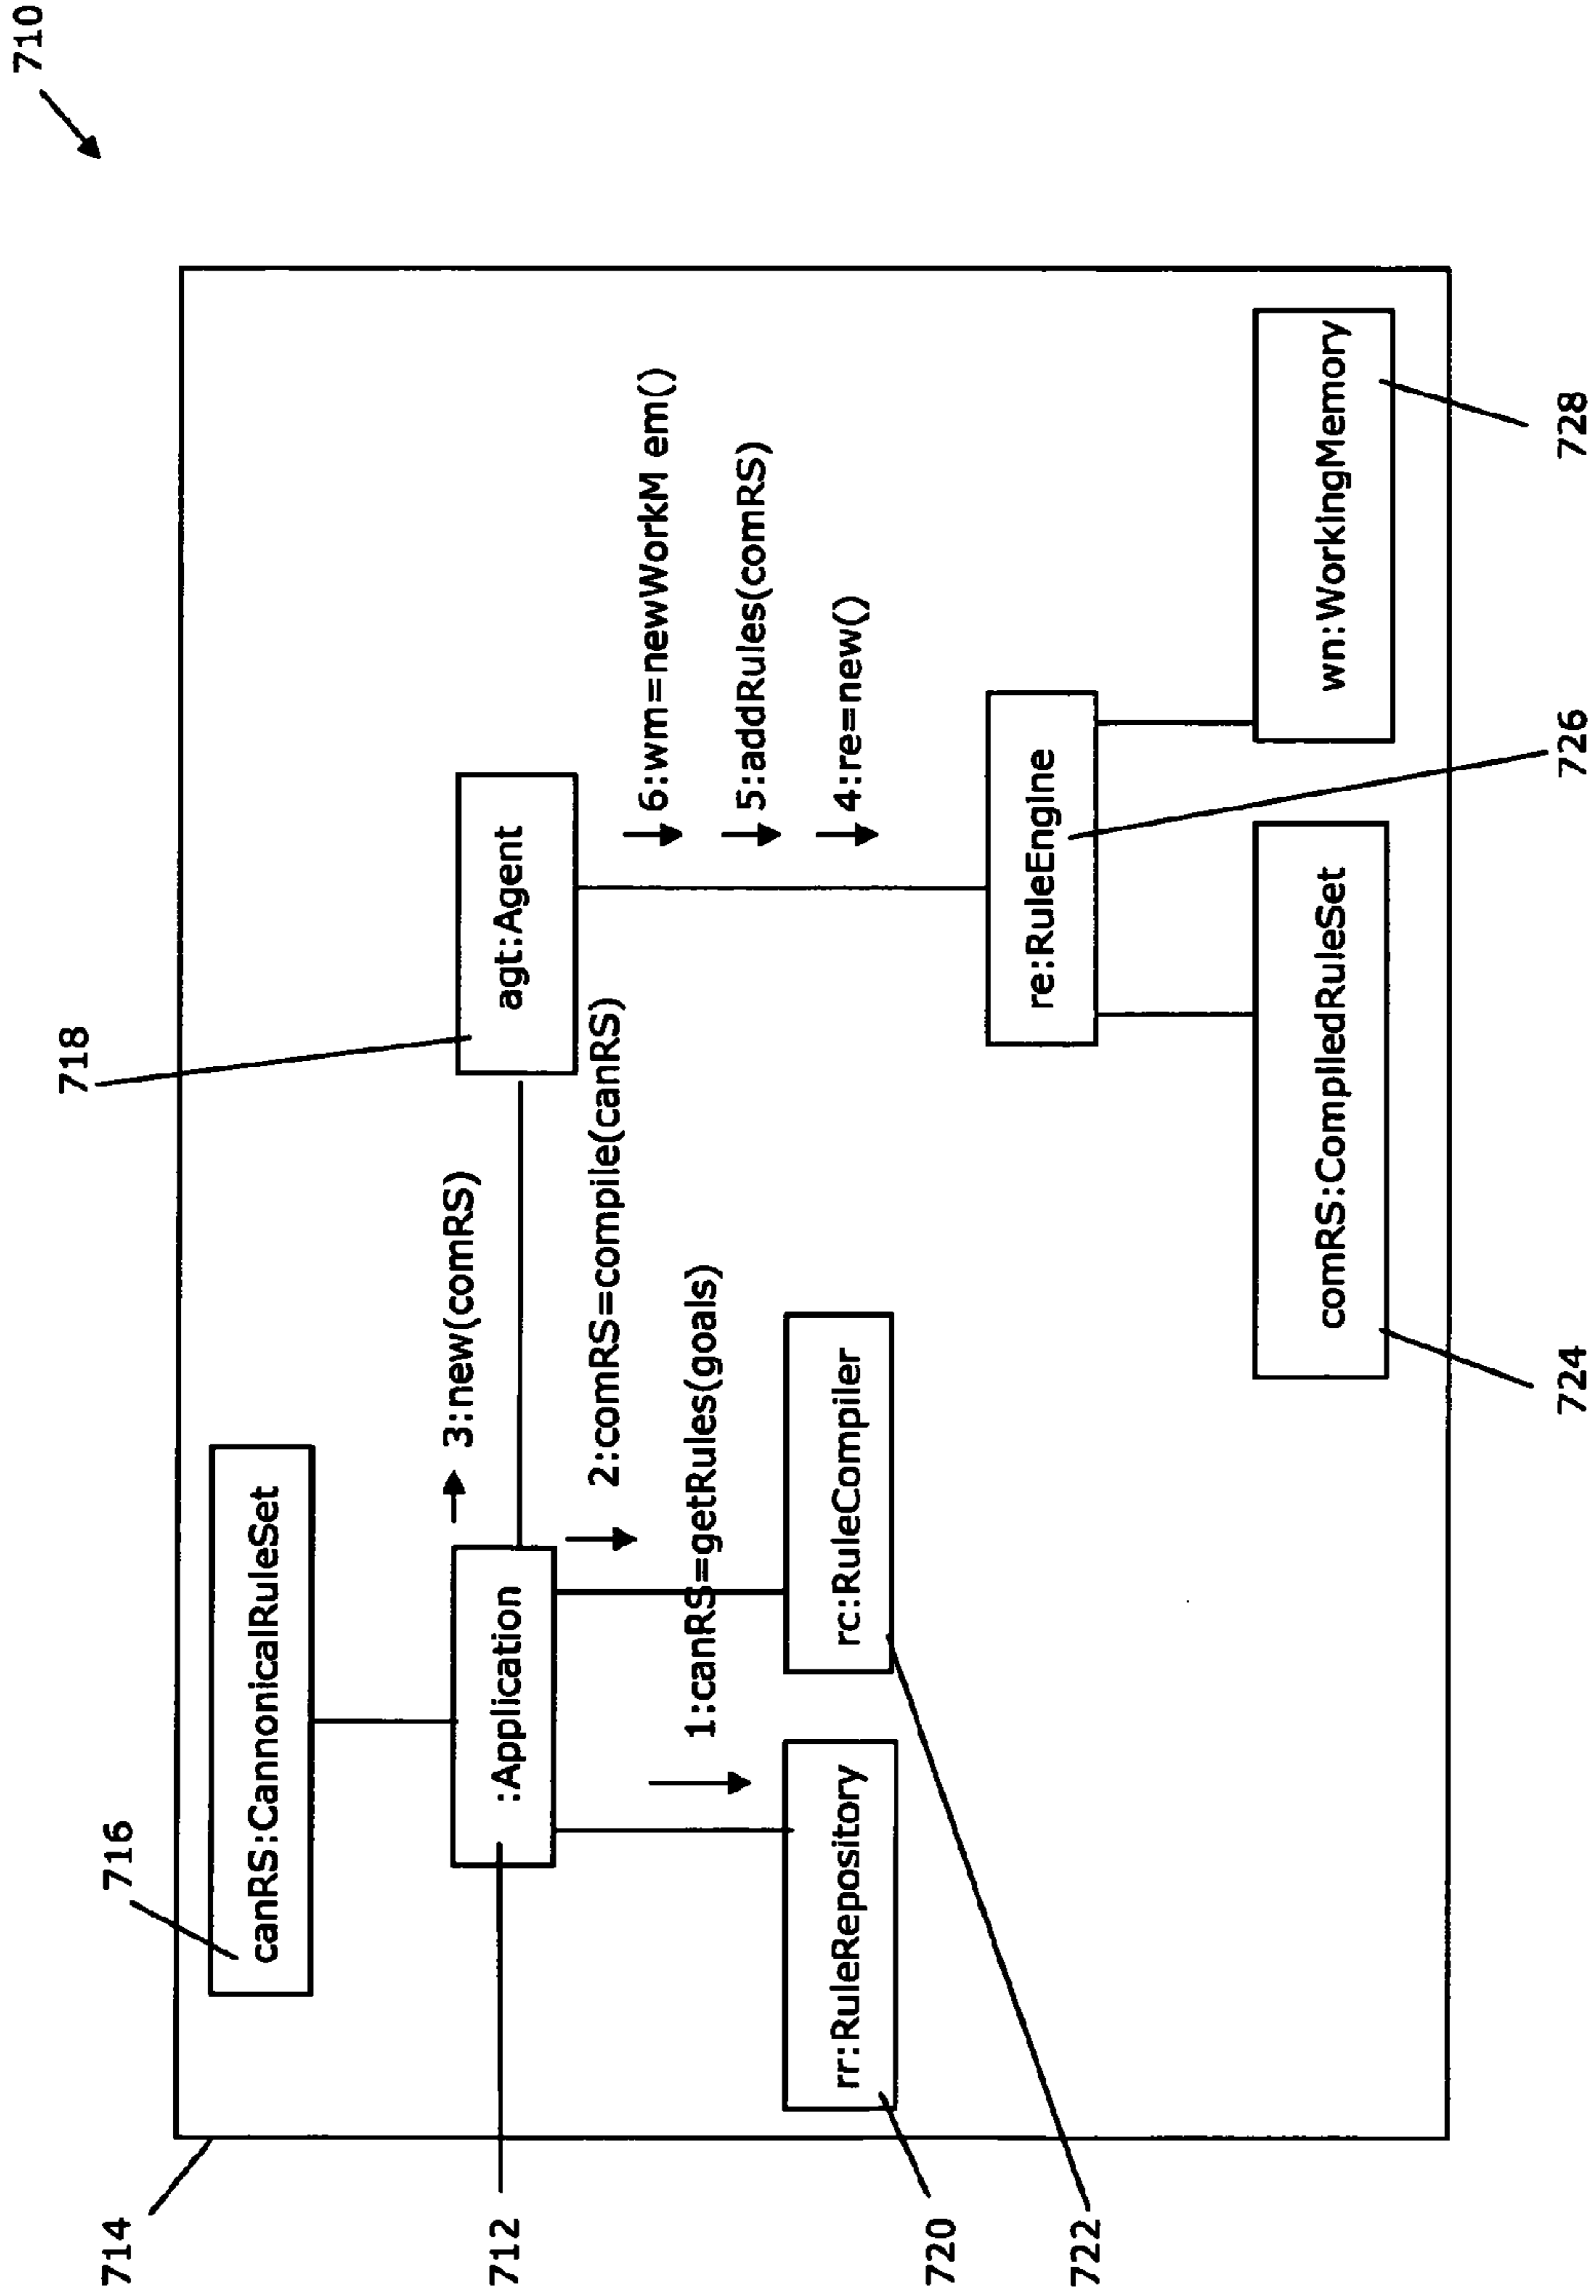 710
718
716
714
canRS:CannonicalRuleSet
3:new(comRS)
:Application
agt:Agent
712
2:comRS=compile(canRS)
6:wm=newWorkM em()
1:canRS=getRules(goals)
5:addRules(comRS)
4:re=new()
rr:RuleRepository
rc:RuleCompiler
re:RuleEngine
720
722
comRS:CompiledRuleSet
wn:WorkingMemory
724
726
728